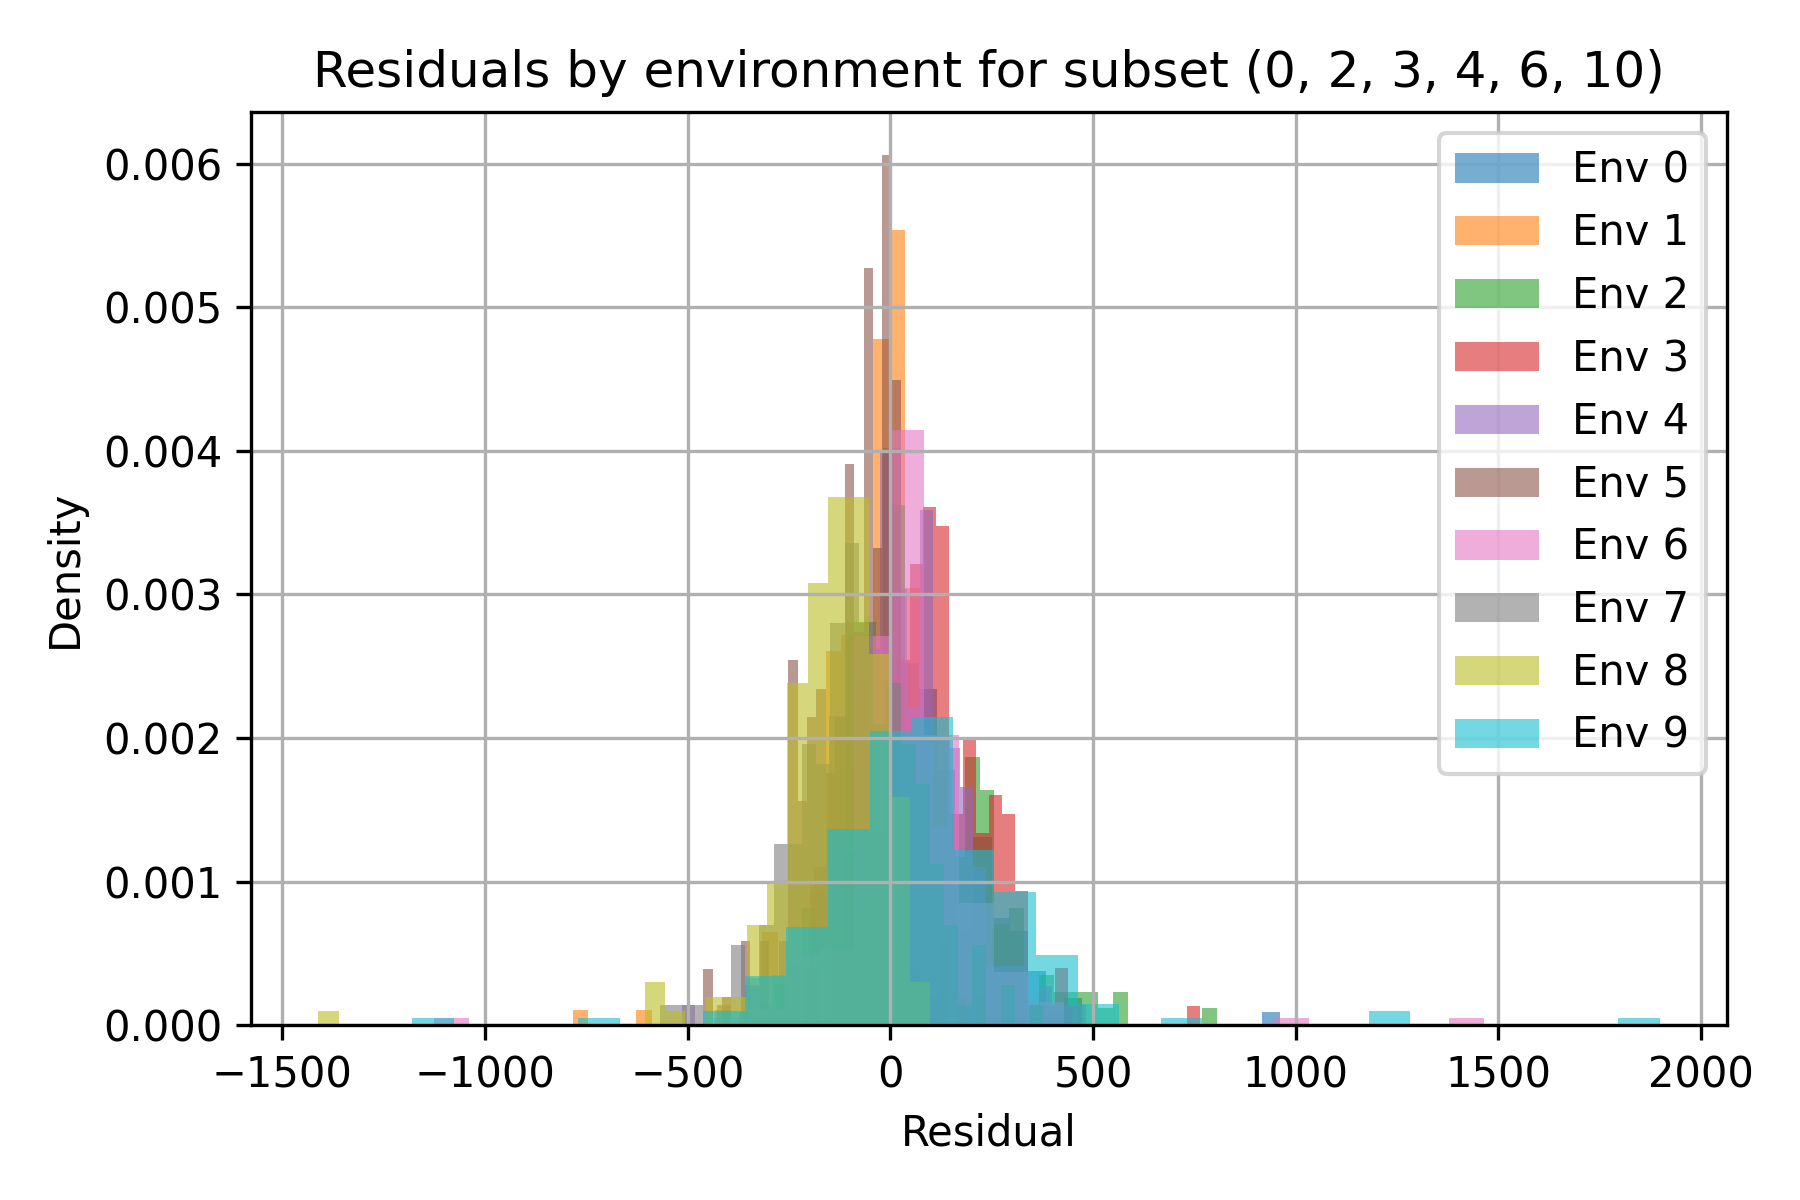 Residuals by environment for subset (0, 2, 3, 4, 6, 10)
0.006
0.005
0.004
0.003
0.002
0.001
0.000
Density
−1500 −1000 −500 0 500 1000 1500 2000
Residual
Env 0
Env 1
Env 2
Env 3
Env 4
Env 5
Env 6
Env 7
Env 8
Env 9